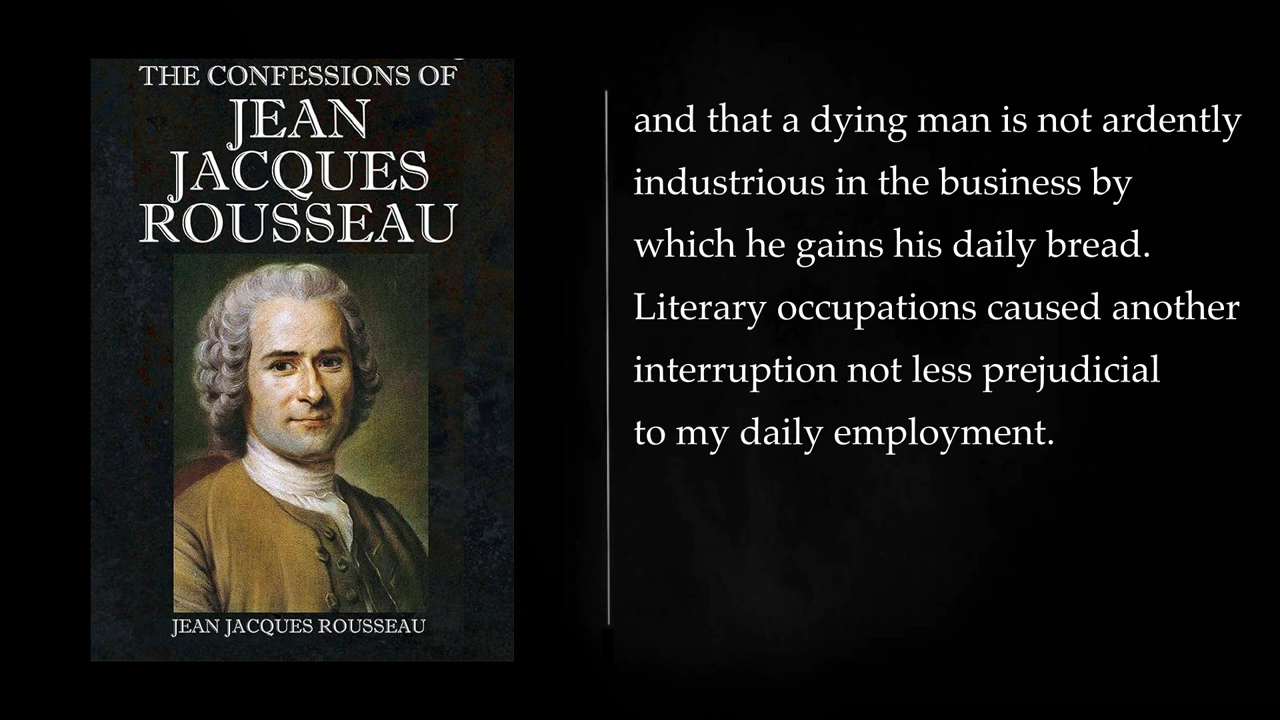 THE CONFESSIONS OF
JEAN
JACQUES
ROUSSEAU
JEAN JACQUES ROUSSEAU
and that a dying man is not ardently
industrious in the business by
which he gains his daily bread.
Literary occupations caused another
interruption not less prejudicial
to my daily employment.